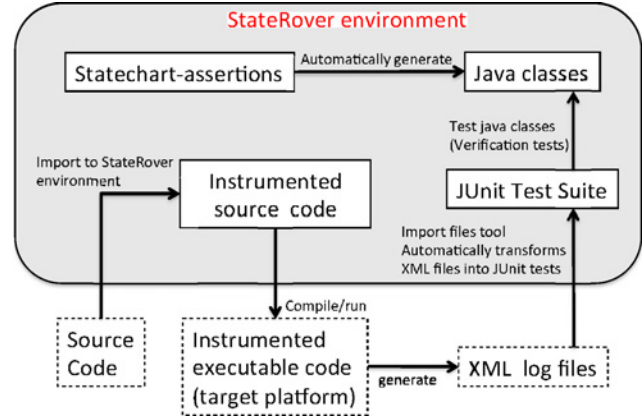 StateRover environment
Statechart-assertions
Automatically generate
Java classes
Test java classes
(Verification tests)
Import to StateRover
environment
Instrumented
source code
JUnit Test Suite
Import files tool
Automatically transforms
XML files into JUnit tests
Compile/run
Source
Code
Instrumented
executable code
(target platform)
generate
XML log files